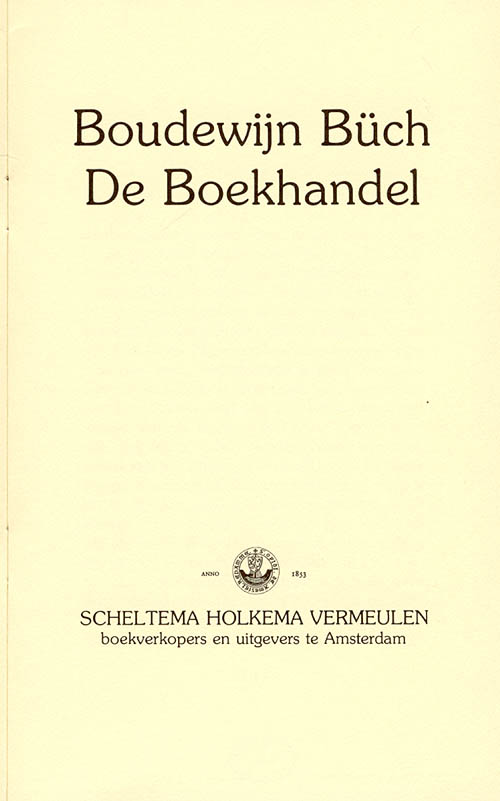 Boudewijn Büch
De Boekhandel
ANNO 1853
SCHELTEMA HOLKEMA VERMEULEN
boekverkopers en uitgevers te Amsterdam